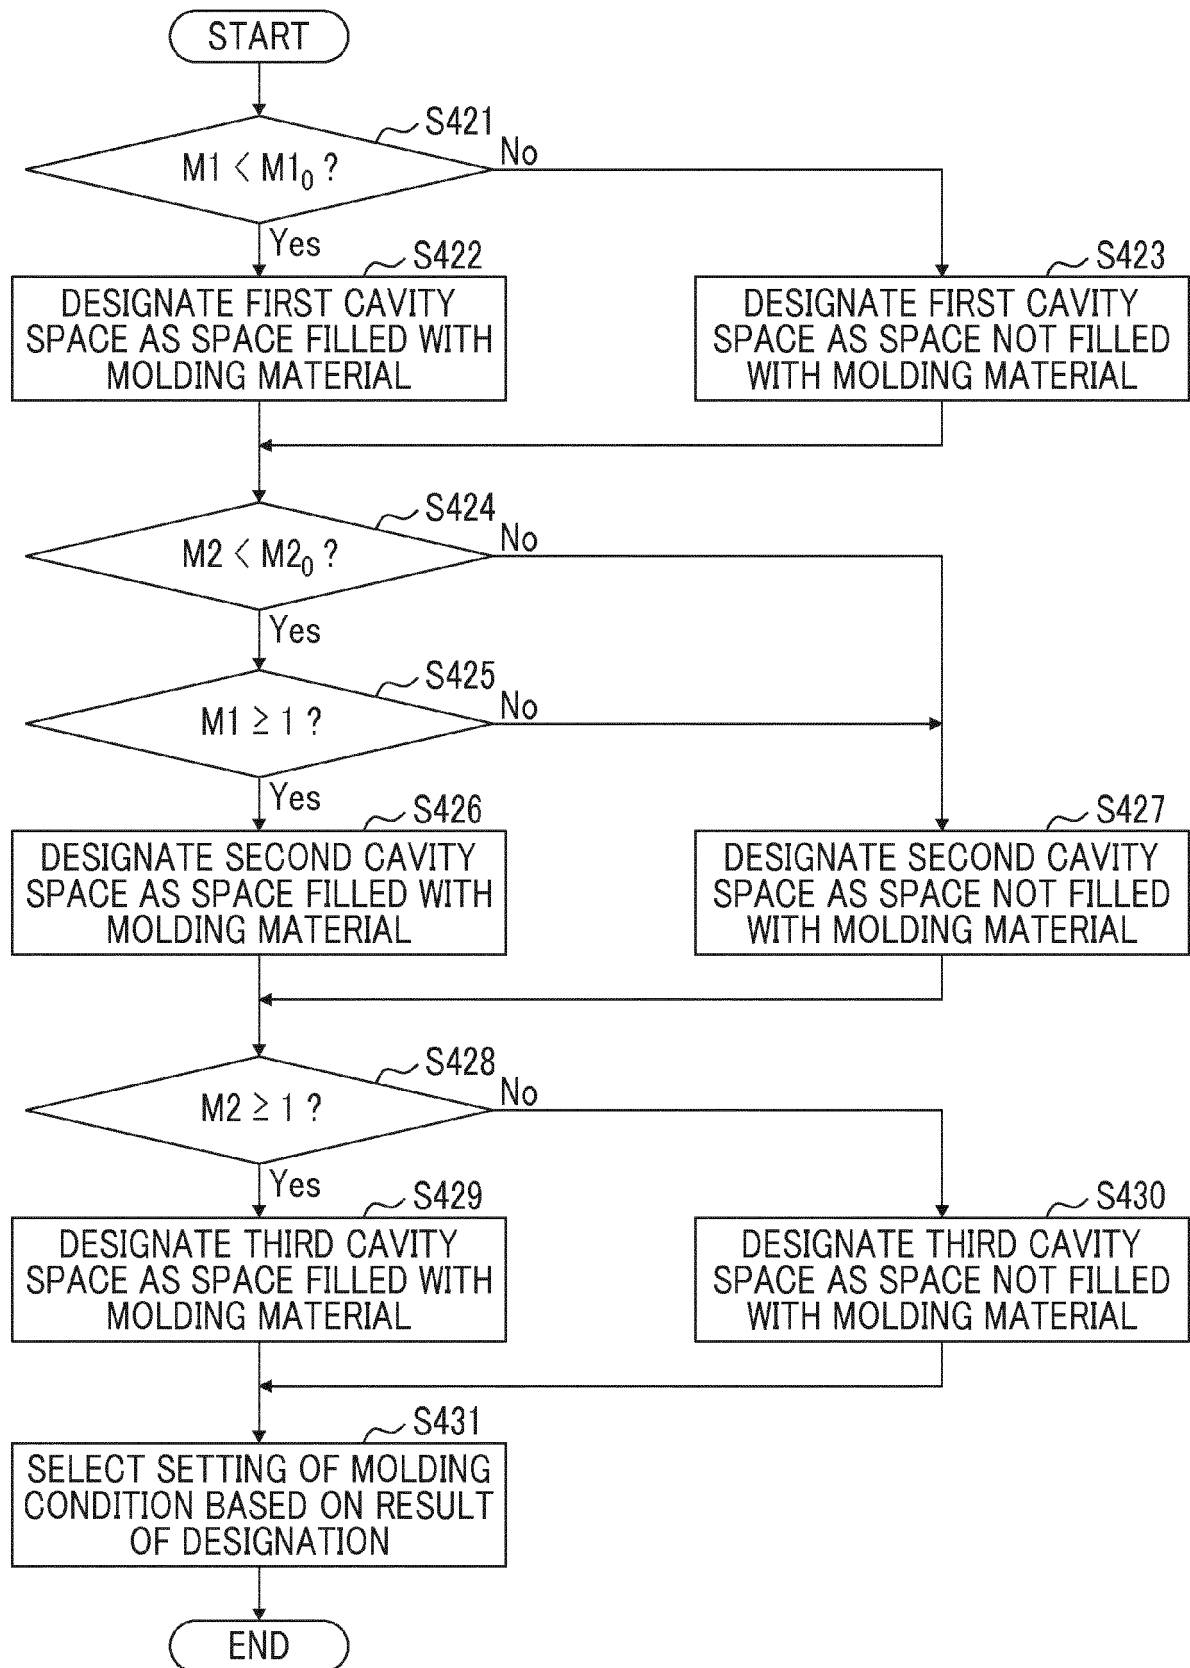 START
S421
M1 < M1₀ ?
No
Yes
S422
DESIGNATE FIRST CAVITY
SPACE AS SPACE FILLED WITH
MOLDING MATERIAL
S423
DESIGNATE FIRST CAVITY
SPACE AS SPACE NOT FILLED
WITH MOLDING MATERIAL
S424
M2 < M2₀ ?
No
Yes
S425
M1 ≥ 1 ?
No
Yes
S426
DESIGNATE SECOND CAVITY
SPACE AS SPACE FILLED WITH
MOLDING MATERIAL
S427
DESIGNATE SECOND CAVITY
SPACE AS SPACE NOT FILLED
WITH MOLDING MATERIAL
S428
M2 ≥ 1 ?
No
Yes
S429
DESIGNATE THIRD CAVITY
SPACE AS SPACE FILLED WITH
MOLDING MATERIAL
S430
DESIGNATE THIRD CAVITY
SPACE AS SPACE NOT FILLED
WITH MOLDING MATERIAL
S431
SELECT SETTING OF MOLDING
CONDITION BASED ON RESULT
OF DESIGNATION
END